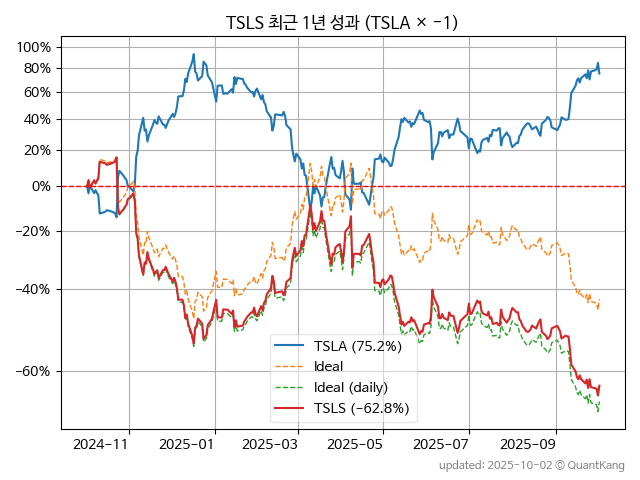 TSLS 최근 1년 성과 (TSLA × −1)
100%
80%
60%
40%
20%
0%
−20%
−40%
−60%
TSLA (75.2%)
Ideal
Ideal (daily)
TSLS (−62.8%)
2024-11 2025-01 2025-03 2025-05 2025-07 2025-09
updated: 2025-10-02 © QuantKang